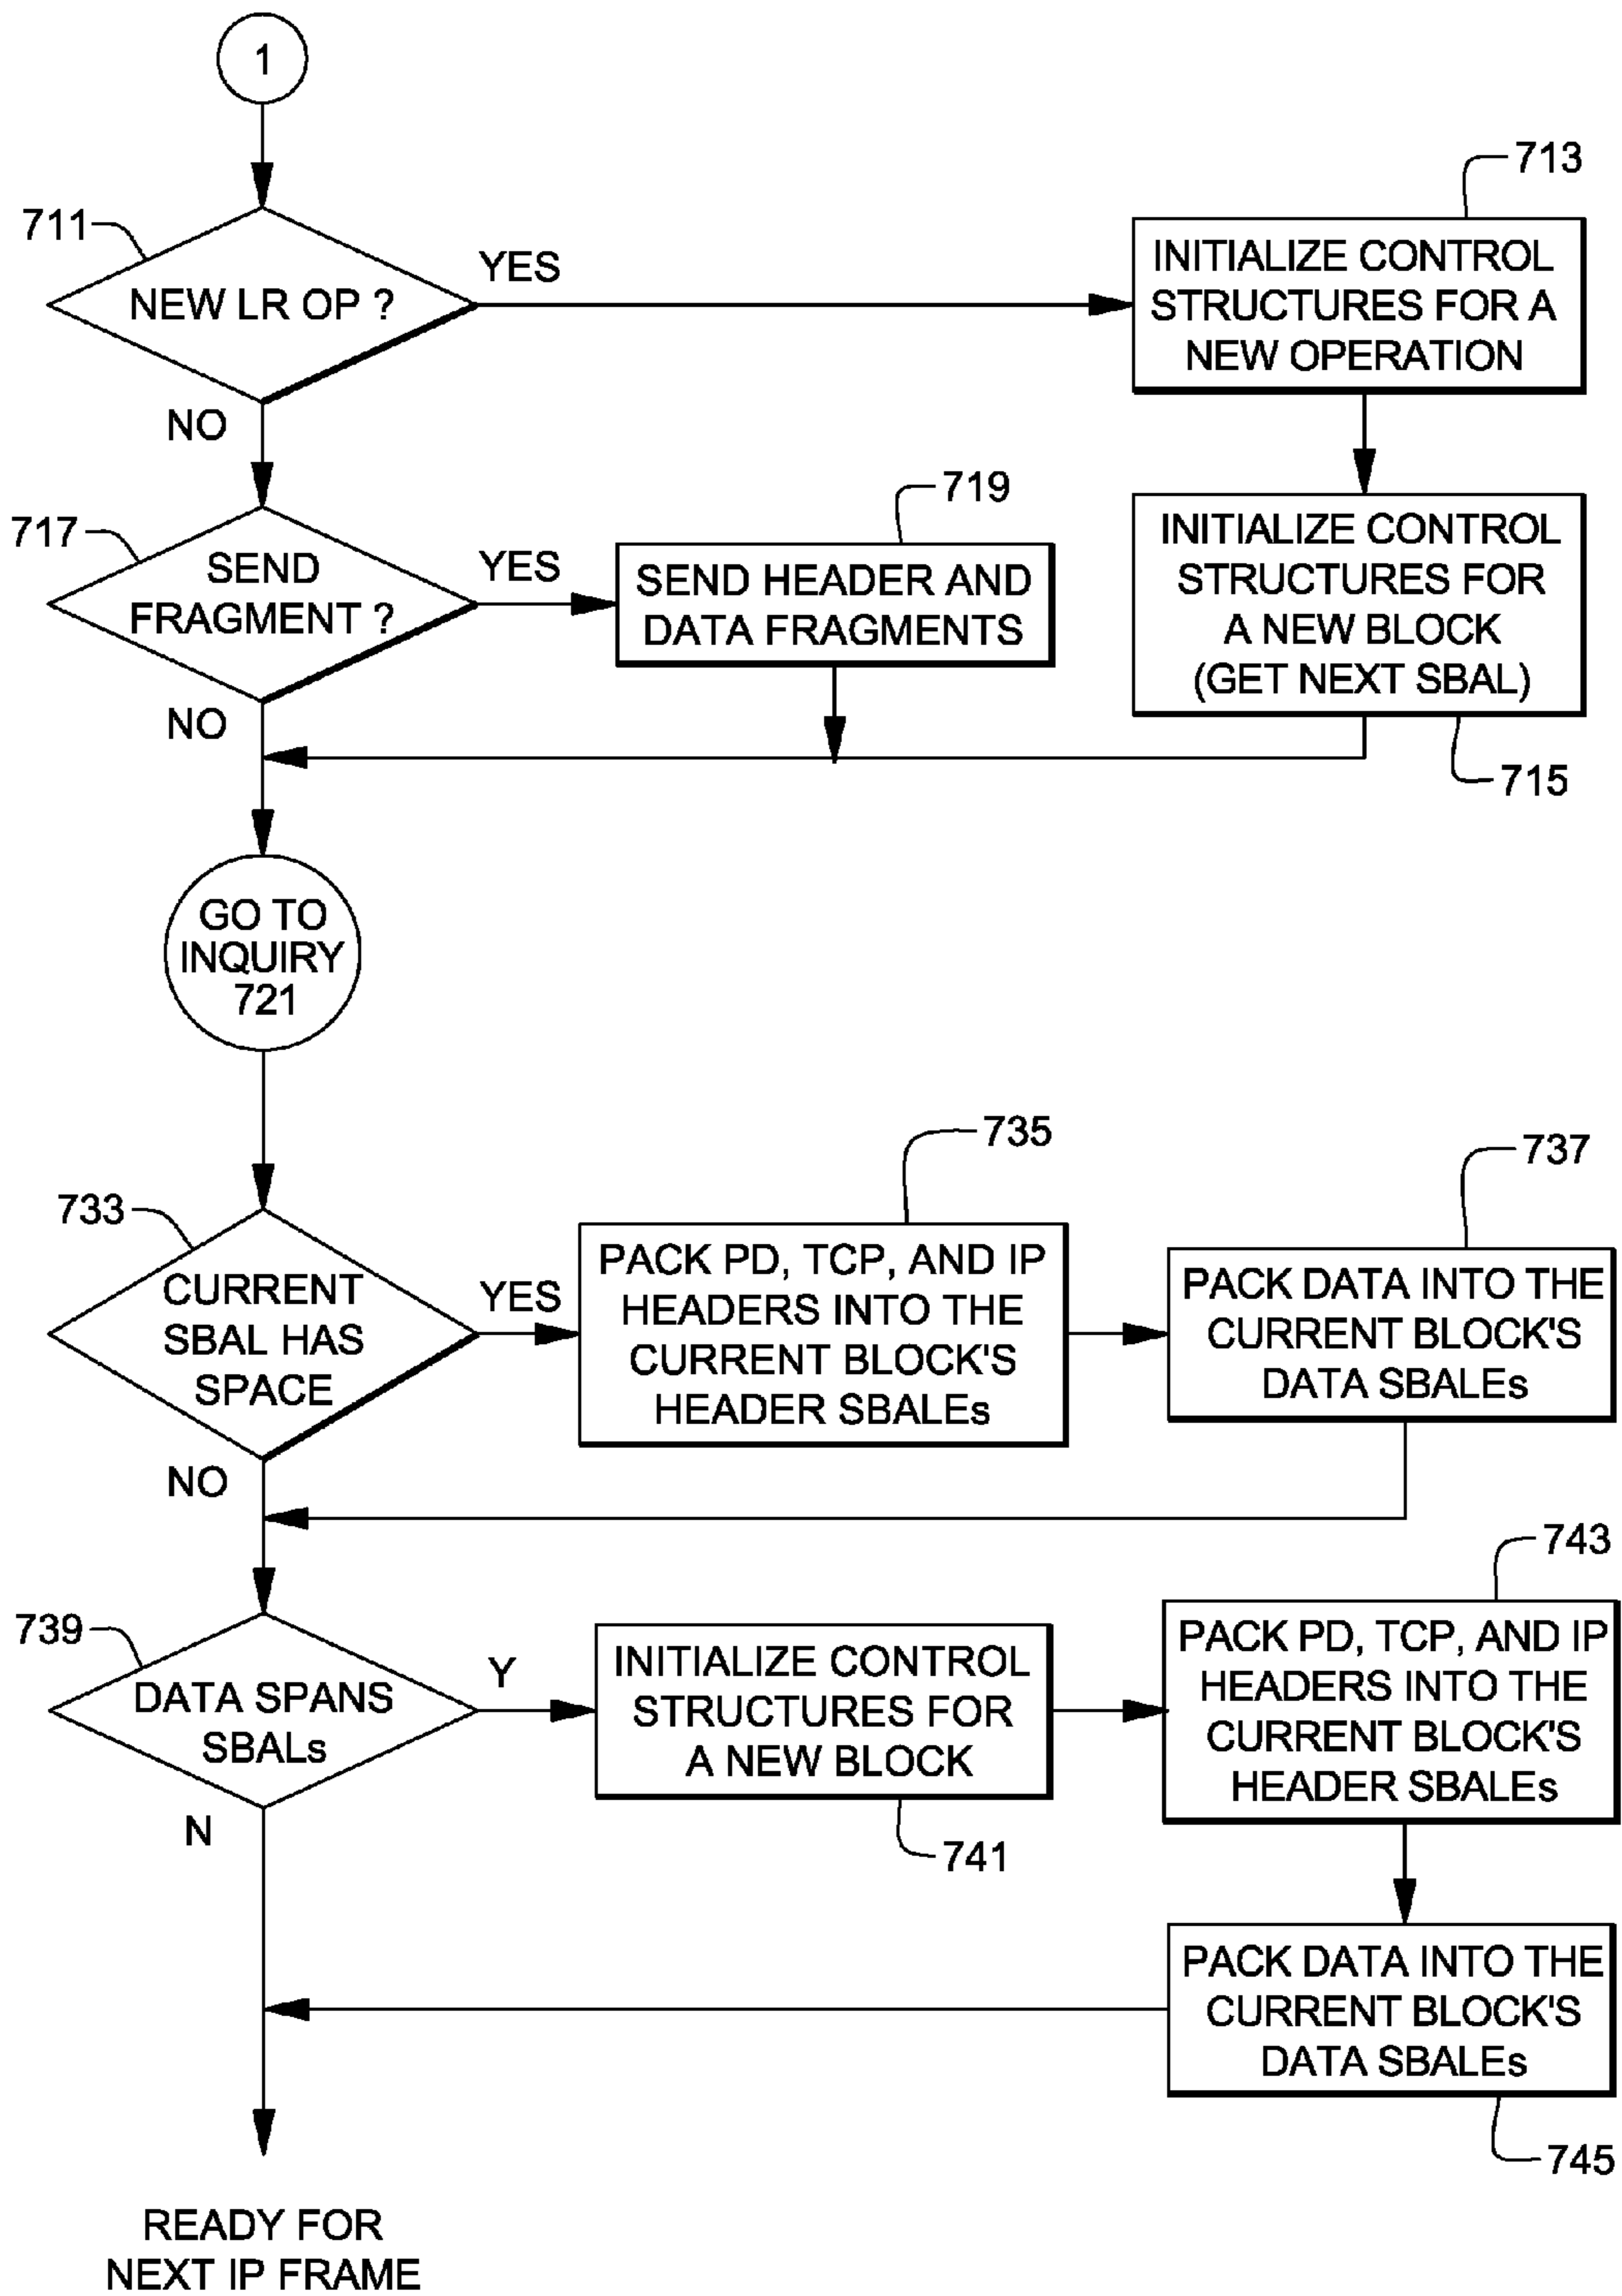 1
713
711
YES
NEW LR OP ?
INITIALIZE CONTROL
STRUCTURES FOR A
NEW OPERATION
NO
719
717
SEND
FRAGMENT ?
YES
SEND HEADER AND
DATA FRAGMENTS
INITIALIZE CONTROL
STRUCTURES FOR
A NEW BLOCK
(GET NEXT SBAL)
NO
715
GO TO
INQUIRY
721
735
737
733
CURRENT
SBAL HAS
SPACE
YES
PACK PD, TCP, AND IP
HEADERS INTO THE
CURRENT BLOCK'S
HEADER SBALEs
PACK DATA INTO THE
CURRENT BLOCK'S
DATA SBALEs
NO
743
739
DATA SPANS
SBALs
Y
INITIALIZE CONTROL
STRUCTURES FOR
A NEW BLOCK
PACK PD, TCP, AND IP
HEADERS INTO THE
CURRENT BLOCK'S
HEADER SBALEs
N
741
PACK DATA INTO THE
CURRENT BLOCK'S
DATA SBALEs
745
READY FOR
NEXT IP FRAME